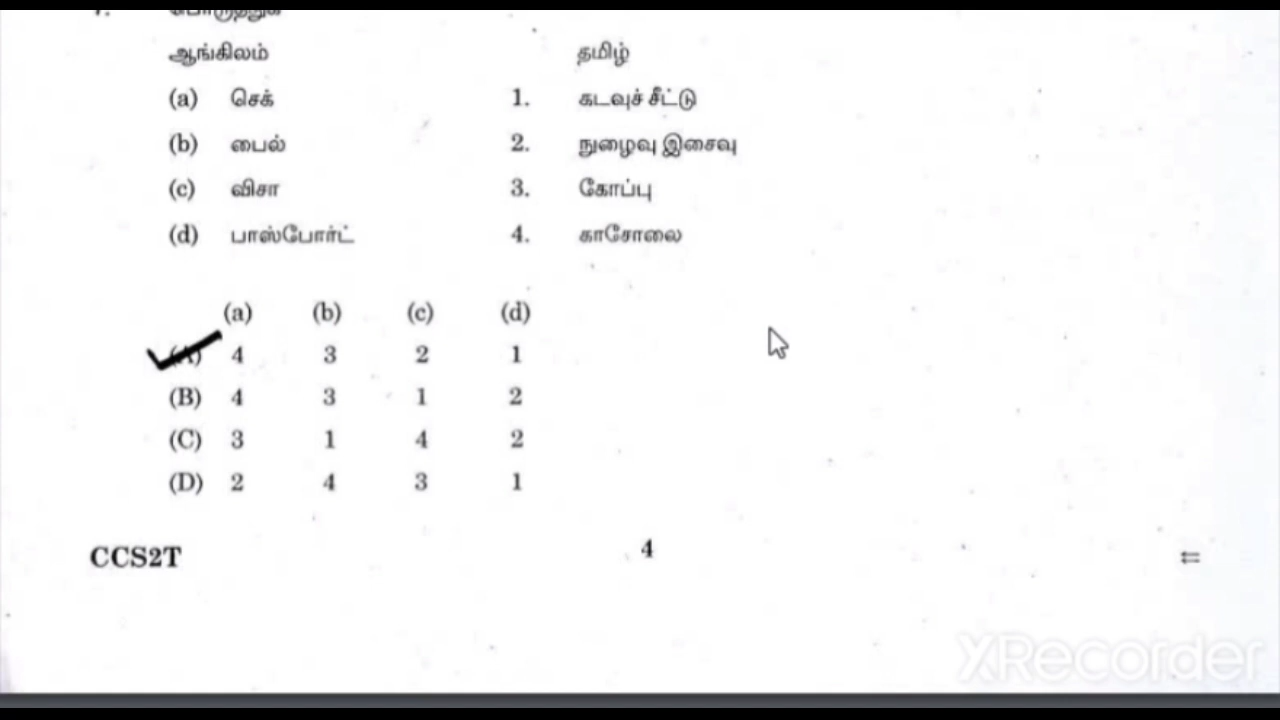 பொருத்துக
ஆங்கிலம் தமிழ்
(a) செக் 1. கடவுச் சீட்டு
(b) பைல் 2. நுழைவு இசைவு
(c) விசா 3. கோப்பு
(d) பாஸ்போர்ட் 4. காசோலை
(a) (b) (c) (d)
(A) 4 3 2 1
(B) 4 3 1 2
(C) 3 1 4 2
(D) 2 4 3 1
CCS2T 4 ⇐
XRecorder